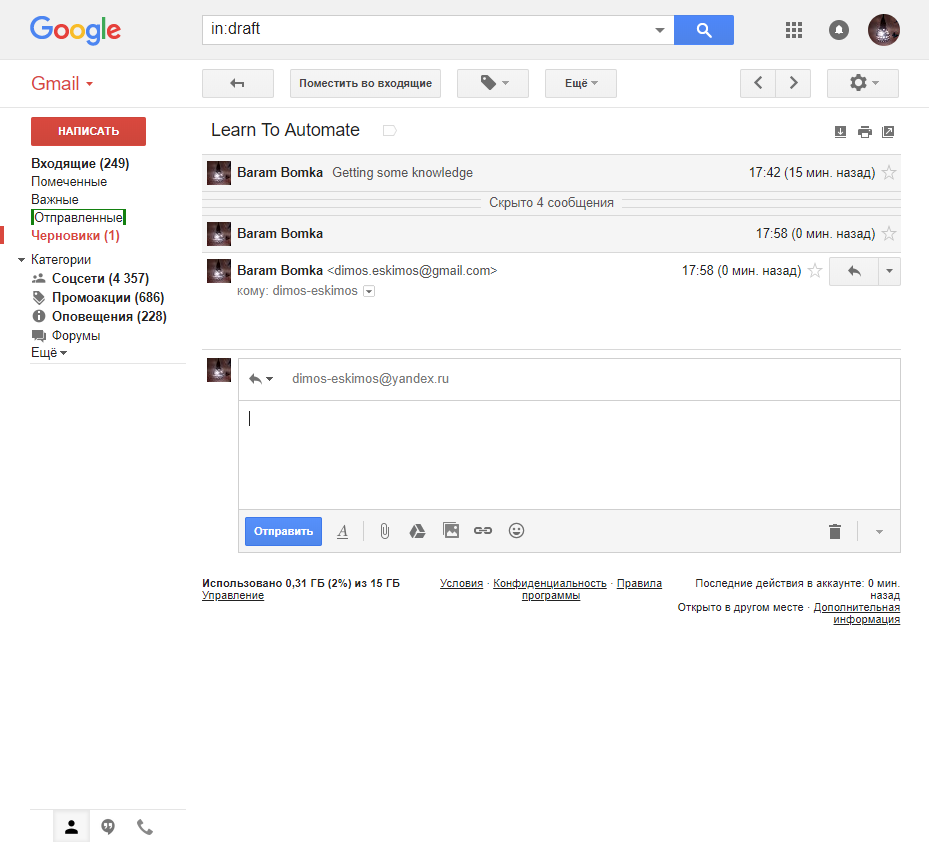 Google
in:draft
Gmail
Поместить во входящие
Ещё
НАПИСАТЬ
Входящие (249)
Помеченные
Важные
Отправленные
Черновики (1)
Категории
Соцсети (4 357)
Промоакции (686)
Оповещения (228)
Форумы
Ещё
Learn To Automate
Baram Bomka Getting some knowledge 17:42 (15 мин. назад)
Скрыто 4 сообщения
Baram Bomka 17:58 (0 мин. назад)
Baram Bomka <dimos.eskimos@gmail.com> 17:58 (0 мин. назад)
кому: dimos-eskimos
dimos-eskimos@yandex.ru
Отправить A
Использовано 0,31 ГБ (2%) из 15 ГБ
Управление
Условия · Конфиденциальность · Правила
программы
Последние действия в аккаунте: 0 мин.
назад
Открыто в другом месте · Дополнительная
информация